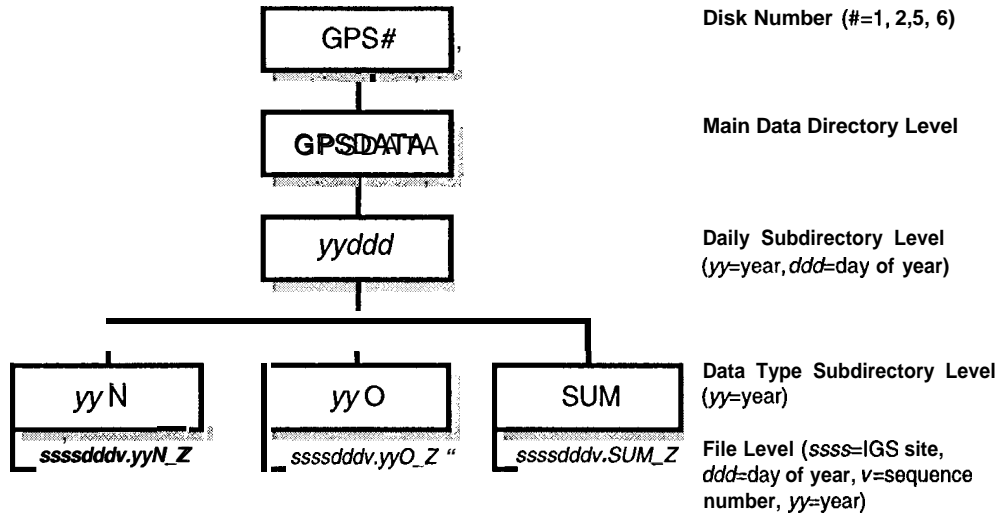 GPS#
Disk Number (#=1, 2,5, 6)
GPSDATA
Main Data Directory Level
yyddd
Daily Subdirectory Level
(yy=year, ddd=day of year)
yy N
yy O
SUM
Data Type Subdirectory Level
(yy=year)
ssssdddv.yyN_Z
ssssdddv.yyO_Z “
ssssdddv.SUM_Z
File Level (ssss=IGS site,
ddd=day of year, v=sequence
number, yy=year)